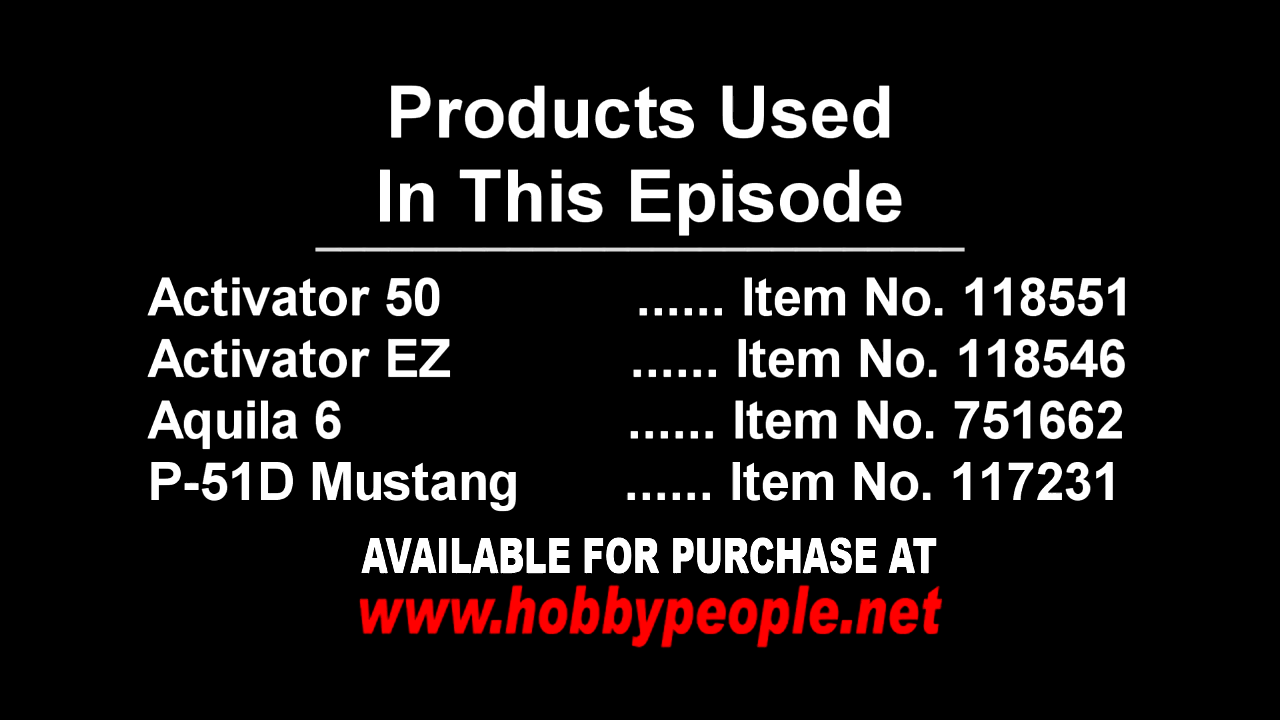 Products Used
In This Episode
Activator 50 ...... Item No. 118551
Activator EZ ...... Item No. 118546
Aquila 6 ...... Item No. 751662
P-51D Mustang ...... Item No. 117231
AVAILABLE FOR PURCHASE AT
www.hobbypeople.net